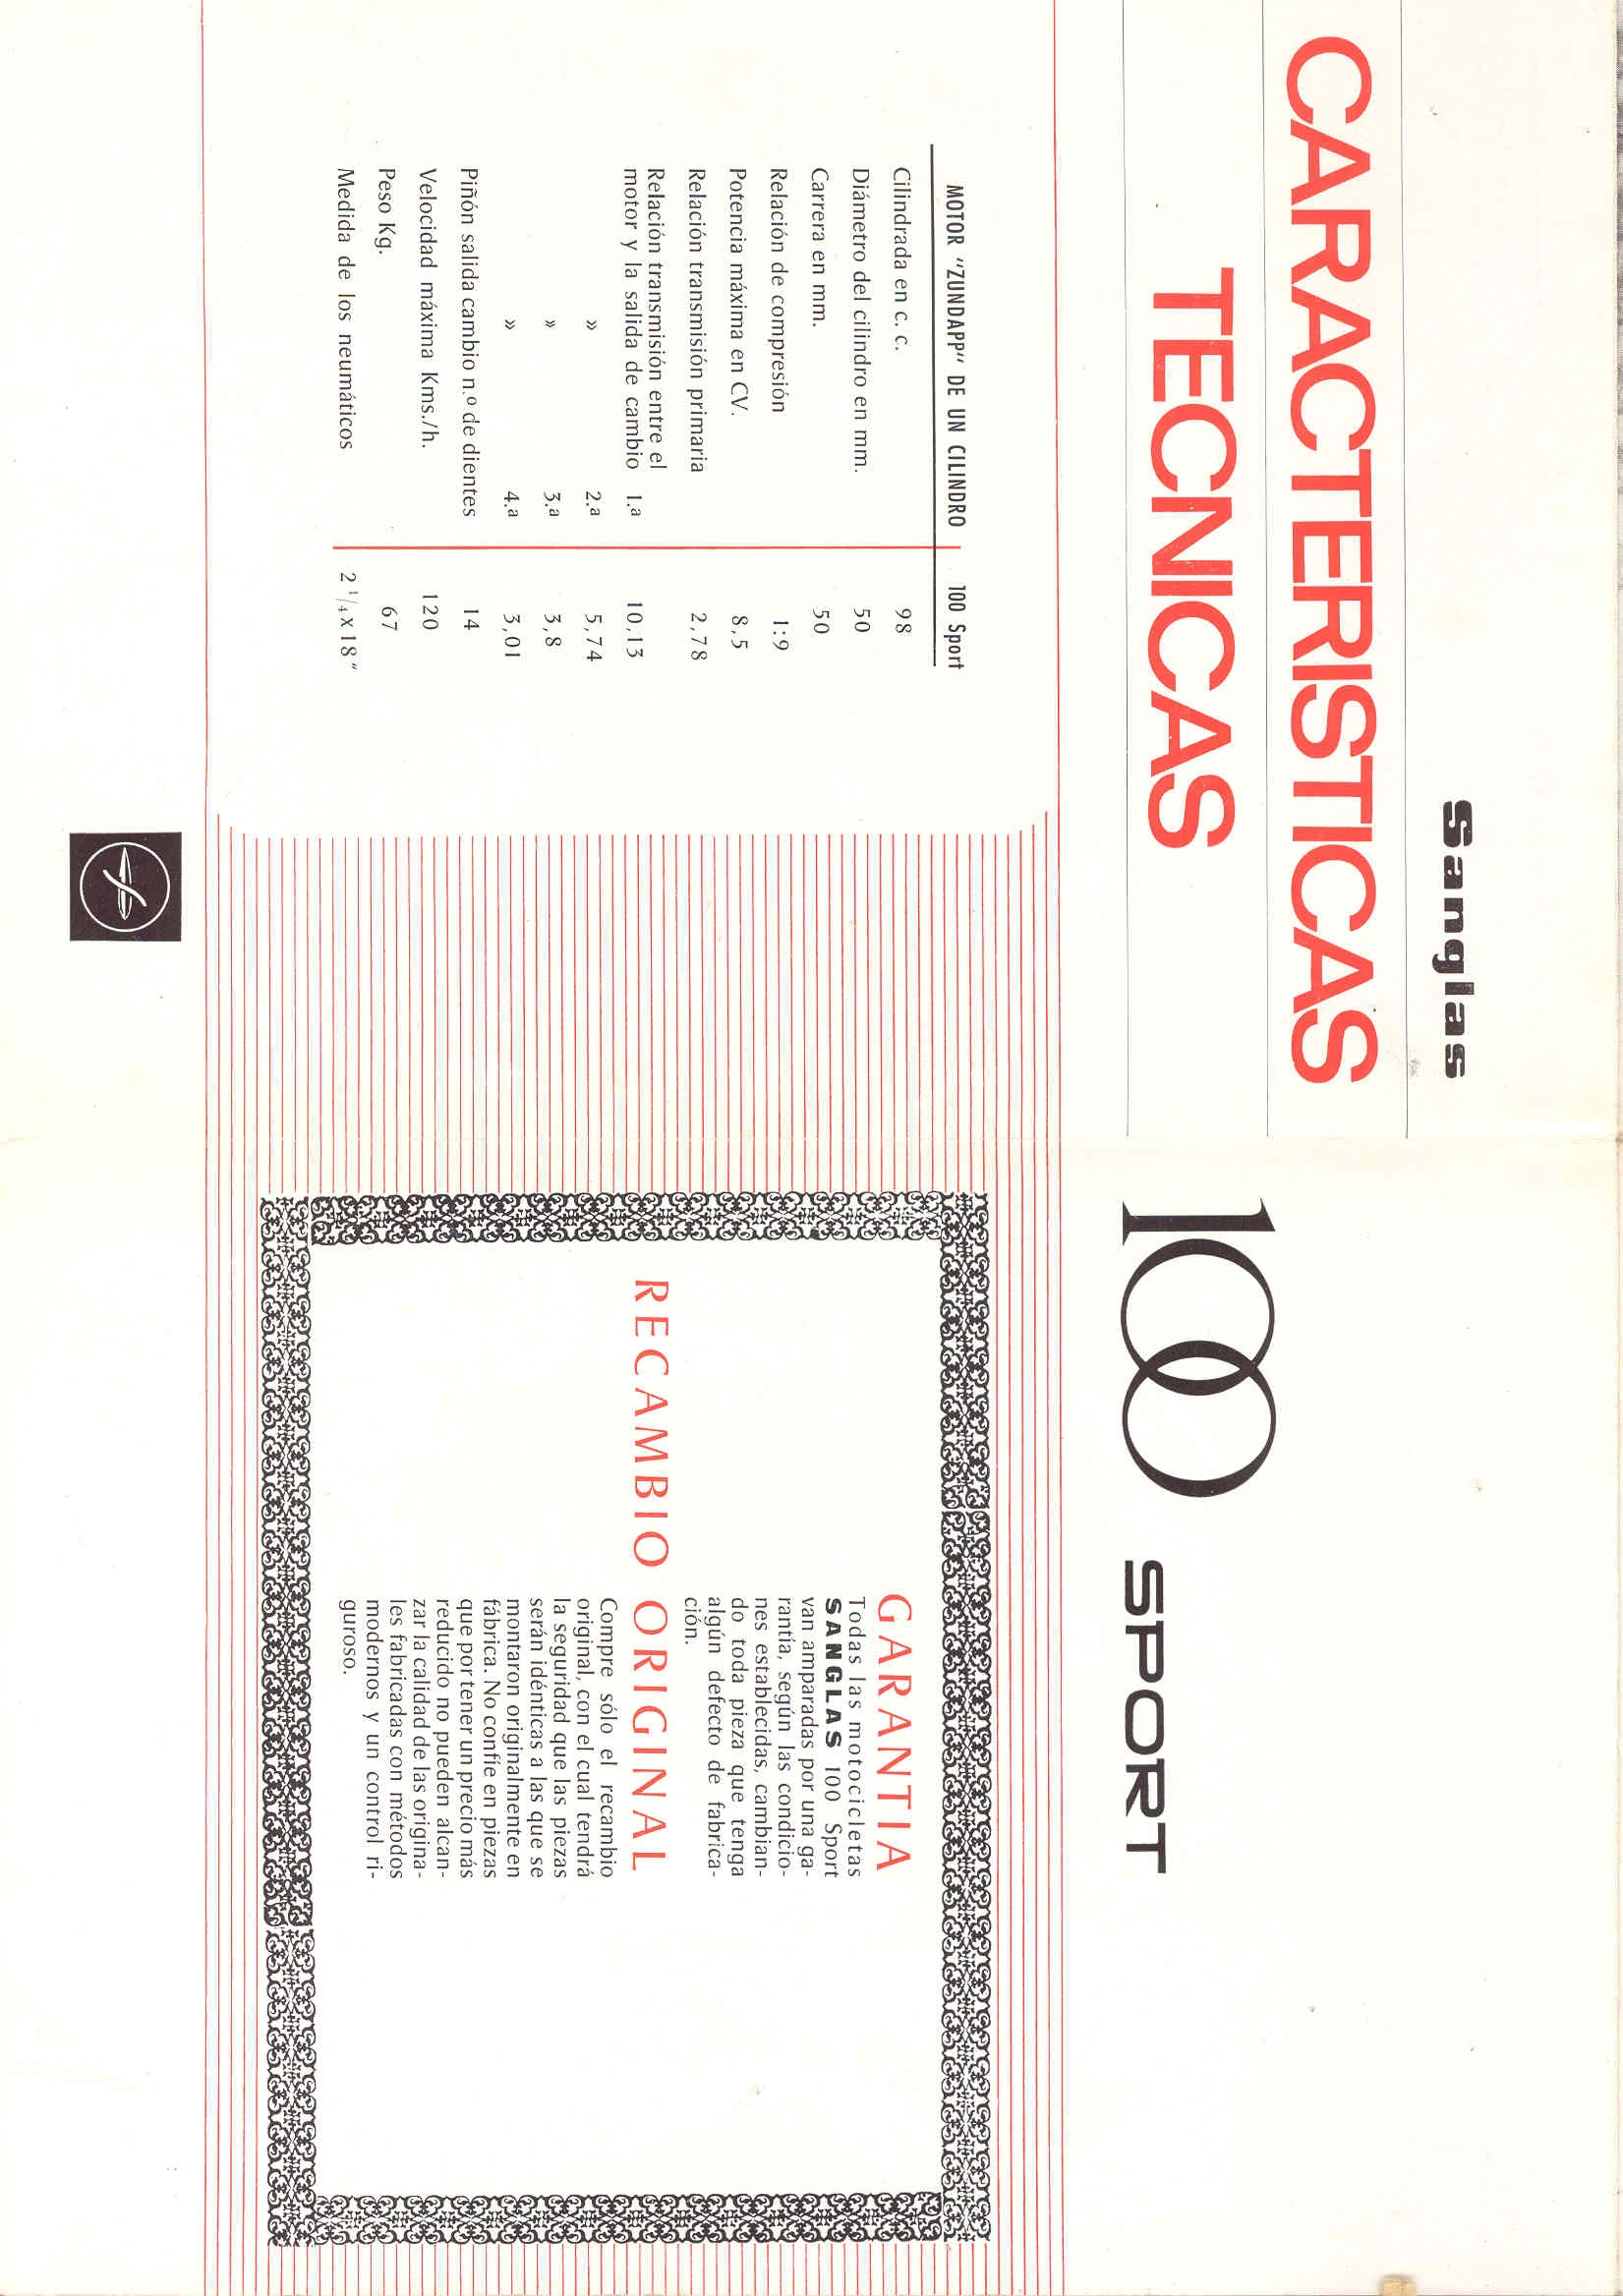 Sanglas
CARACTERISTICAS
TECNICAS
MOTOR "ZUNDAPP" DE UN CILINDRO 100 Sport
Cilindrada en c. c. 98
Diámetro del cilindro en mm. 50
Carrera en mm. 50
Relación de compresión 1:9
Potencia máxima en CV. 8,5
Relación transmisión primaria 2,78
Relación transmisión entre el
motor y la salida de cambio 1.ª 10,13
» 2.ª 5,74
» 3.ª 3,8
» 4.ª 3,01
Piñón salida cambio n.º de dientes 14
Velocidad máxima Kms./h. 120
Peso Kg. 67
Medida de los neumáticos 2 1/4 x 18"
100 SPORT
GARANTIA
Todas las motocicletas
SANGLAS 100 Sport
van amparadas por una ga-
rantía, según las condicio-
nes establecidas, cambian-
do toda pieza que tenga
algún defecto de fabrica-
ción.
RECAMBIO ORIGINAL
Compre sólo el recambio
original, con el cual tendrá
la seguridad que las piezas
serán idénticas a las que se
montaron originalmente en
fábrica. No confíe en piezas
que por tener un precio más
reducido no pueden alcan-
zar la calidad de las origina-
les fabricadas con métodos
modernos y un control ri-
guroso.